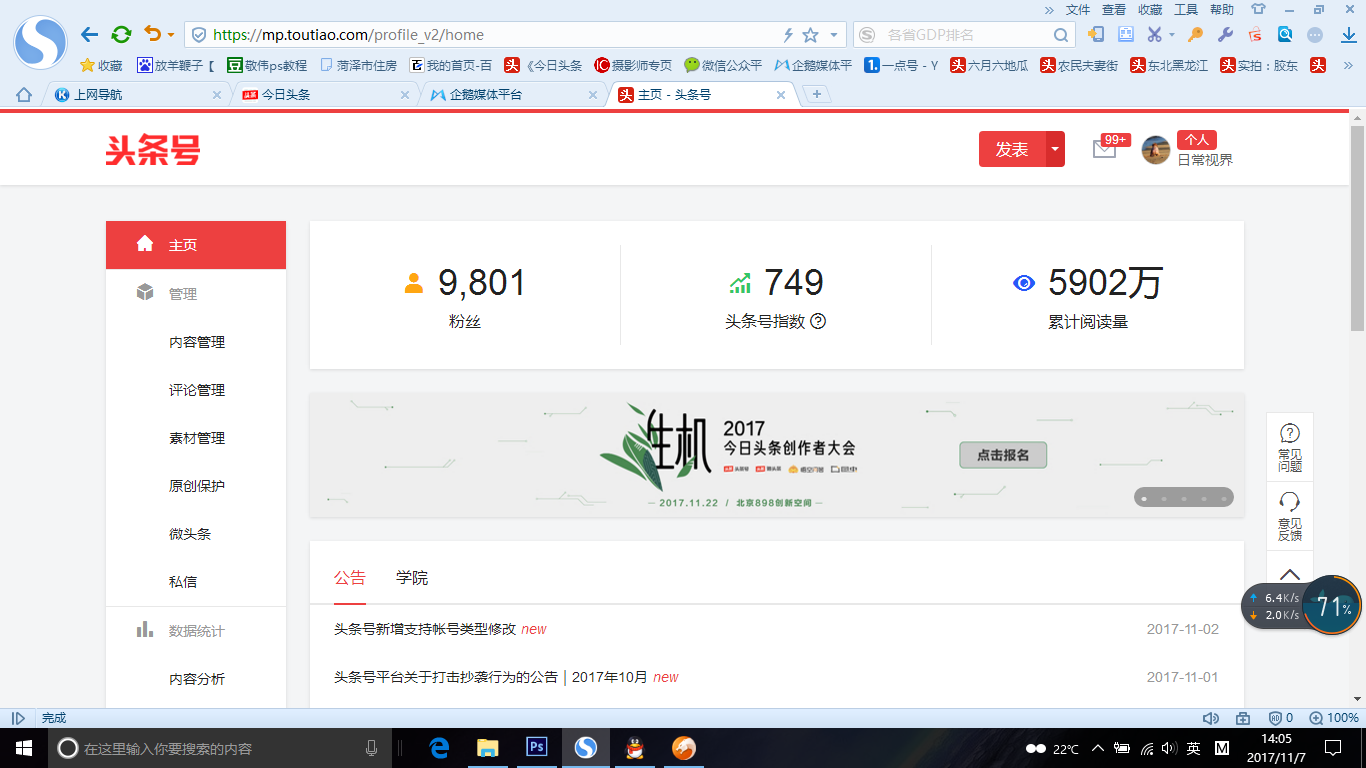 文件 查看 收藏 工具 帮助
https://mp.toutiao.com/profile_v2/home
各省GDP排名
收藏 放羊鞭子【 敬伟ps教程 菏泽市住房 我的首页-百 《今日头条 摄影师专页 微信公众平 企鹅媒体平 一点号 - Y 六月六地瓜 农民夫妻街 东北黑龙江 实拍：胶东
上网导航 今日头条 企鹅媒体平台 主页 - 头条号
头条号
发表
99+
个人
日常视界
主页
管理
内容管理
评论管理
素材管理
原创保护
微头条
私信
数据统计
内容分析
9,801
粉丝
749
头条号指数
5902万
累计阅读量
生机
2017
今日头条创作者大会
点击报名
2017.11.22 / 北京898创新空间
公告 学院
头条号新增支持帐号类型修改 new 2017-11-02
头条号平台关于打击抄袭行为的公告｜2017年10月 new 2017-11-01
常见
问题
意见
反馈
6.4K/s
2.0K/s
71%
完成
0
100%
在这里输入你要搜索的内容
Ps
22℃
英
M
14:05
2017/11/7